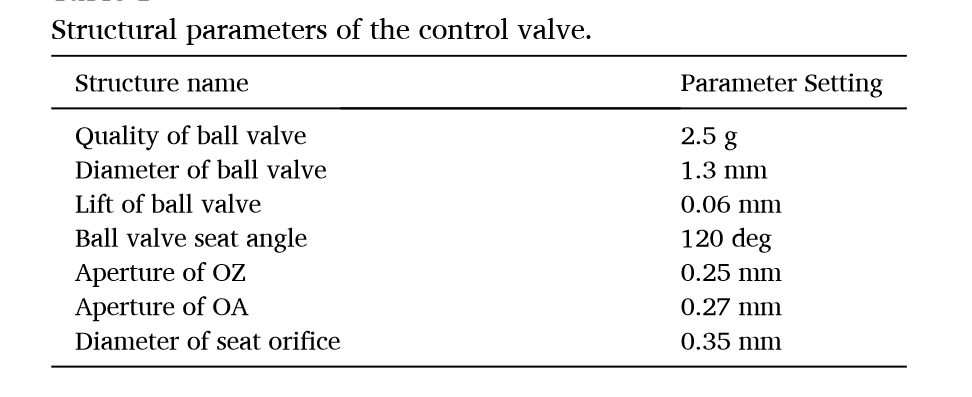 Structural parameters of the control valve.
Structure name Parameter Setting
Quality of ball valve 2.5 g
Diameter of ball valve 1.3 mm
Lift of ball valve 0.06 mm
Ball valve seat angle 120 deg
Aperture of OZ 0.25 mm
Aperture of OA 0.27 mm
Diameter of seat orifice 0.35 mm